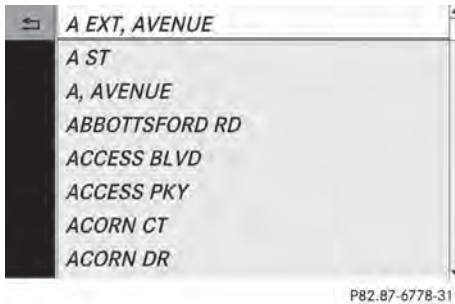 A EXT, AVENUE
A ST
A, AVENUE
ABBOTTSFORD RD
ACCESS BLVD
ACCESS PKY
ACORN CT
ACORN DR
P82.87-6778-31